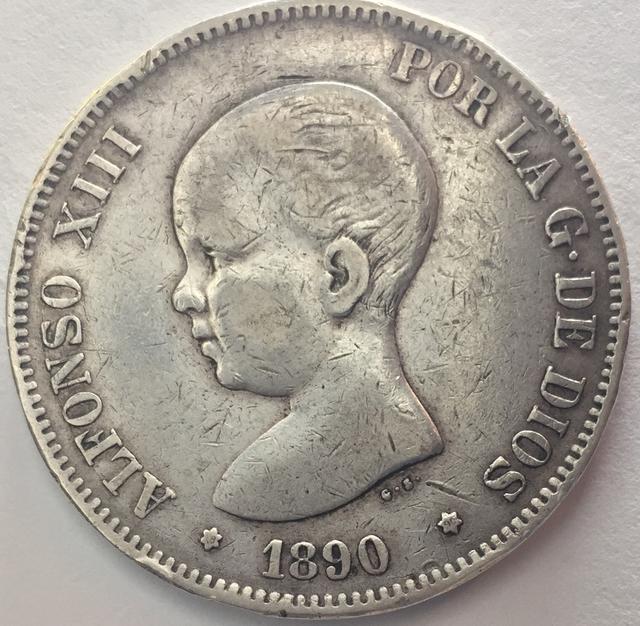 ALFONSO XIII POR LA G. DE DIOS
G.S.
1890